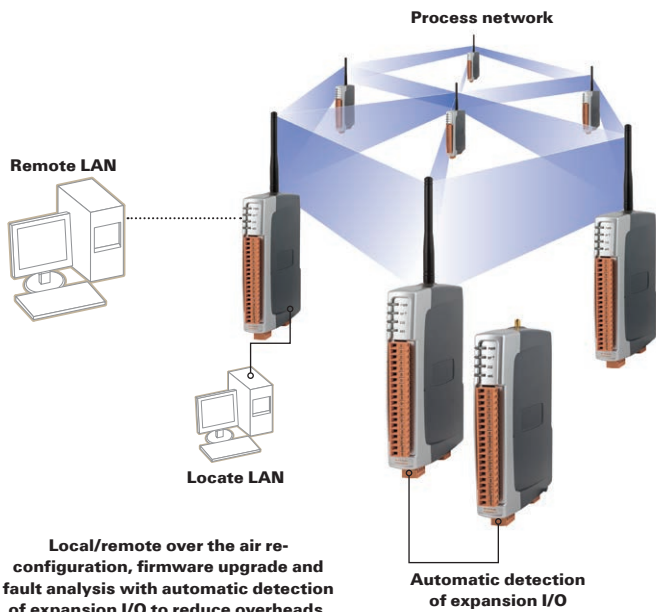 Process network
Remote LAN
Locate LAN
Local/remote over the air re-
configuration, firmware upgrade and
fault analysis with automatic detection
of expansion I/O to reduce overheads
Automatic detection
of expansion I/O